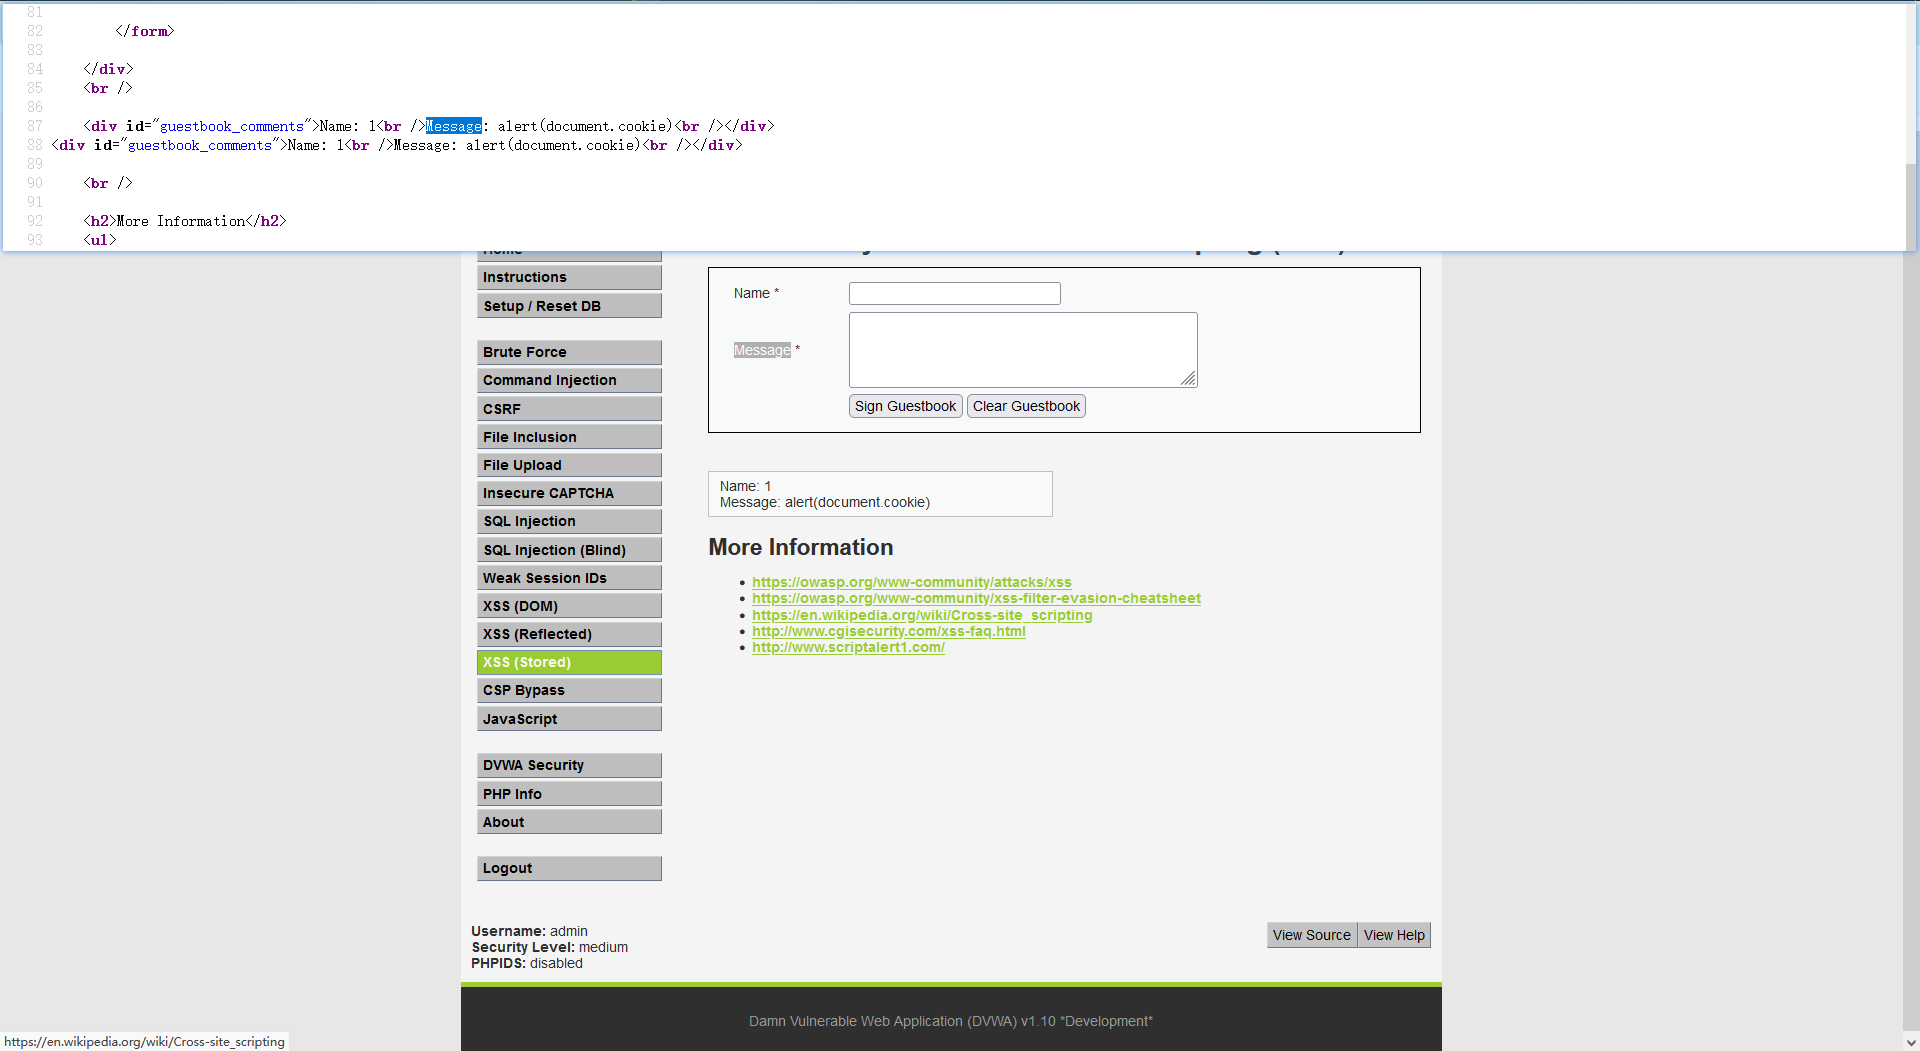 81
82 </form>
83
84 </div>
85 <br />
86
87 <div id="guestbook_comments">Name: 1<br />Message: alert(document.cookie)<br /></div>
88 <div id="guestbook_comments">Name: 1<br />Message: alert(document.cookie)<br /></div>
89
90 <br />
91
92 <h2>More Information</h2>
93 <ul>
Home
Instructions
Setup / Reset DB
Brute Force
Command Injection
CSRF
File Inclusion
File Upload
Insecure CAPTCHA
SQL Injection
SQL Injection (Blind)
Weak Session IDs
XSS (DOM)
XSS (Reflected)
XSS (Stored)
CSP Bypass
JavaScript
DVWA Security
PHP Info
About
Logout
Name *
Message *
Sign Guestbook Clear Guestbook
Name: 1
Message: alert(document.cookie)
More Information
https://owasp.org/www-community/attacks/xss
https://owasp.org/www-community/xss-filter-evasion-cheatsheet
https://en.wikipedia.org/wiki/Cross-site_scripting
http://www.cgisecurity.com/xss-faq.html
http://www.scriptalert1.com/
Username: admin
Security Level: medium
PHPIDS: disabled
View Source View Help
Damn Vulnerable Web Application (DVWA) v1.10 *Development*
https://en.wikipedia.org/wiki/Cross-site_scripting